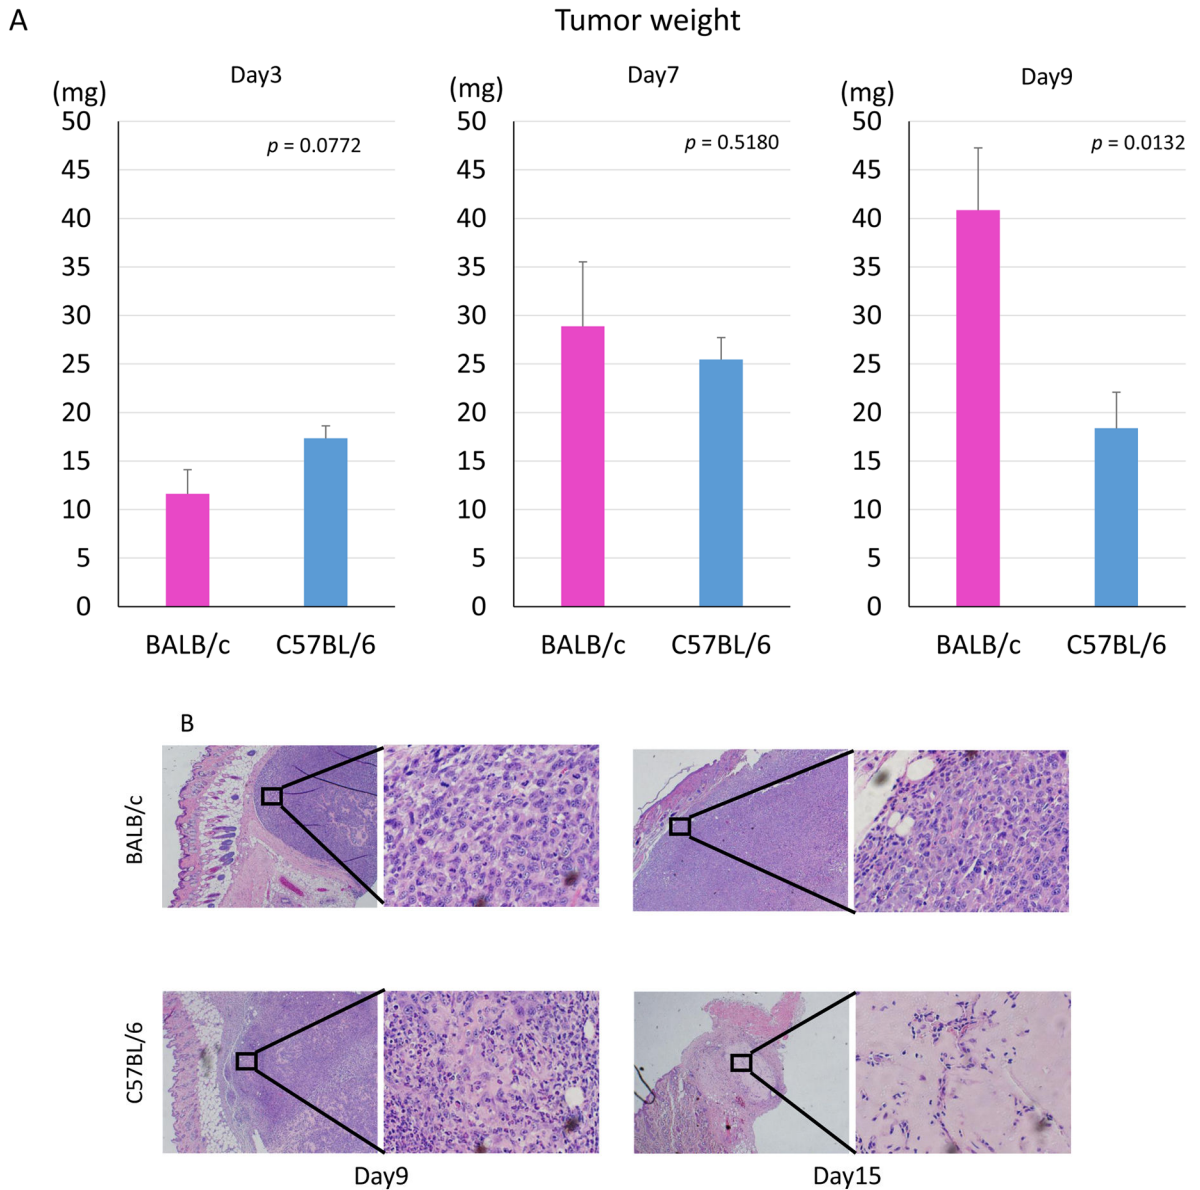 A
Tumor weight
Day3
(mg)
50
45
40
35
30
25
20
15
10
5
0
p = 0.0772
BALB/c C57BL/6
Day7
(mg)
50
45
40
35
30
25
20
15
10
5
0
p = 0.5180
BALB/c C57BL/6
Day9
(mg)
50
45
40
35
30
25
20
15
10
5
0
p = 0.0132
BALB/c C57BL/6
B
BALB/c
C57BL/6
Day9 Day15